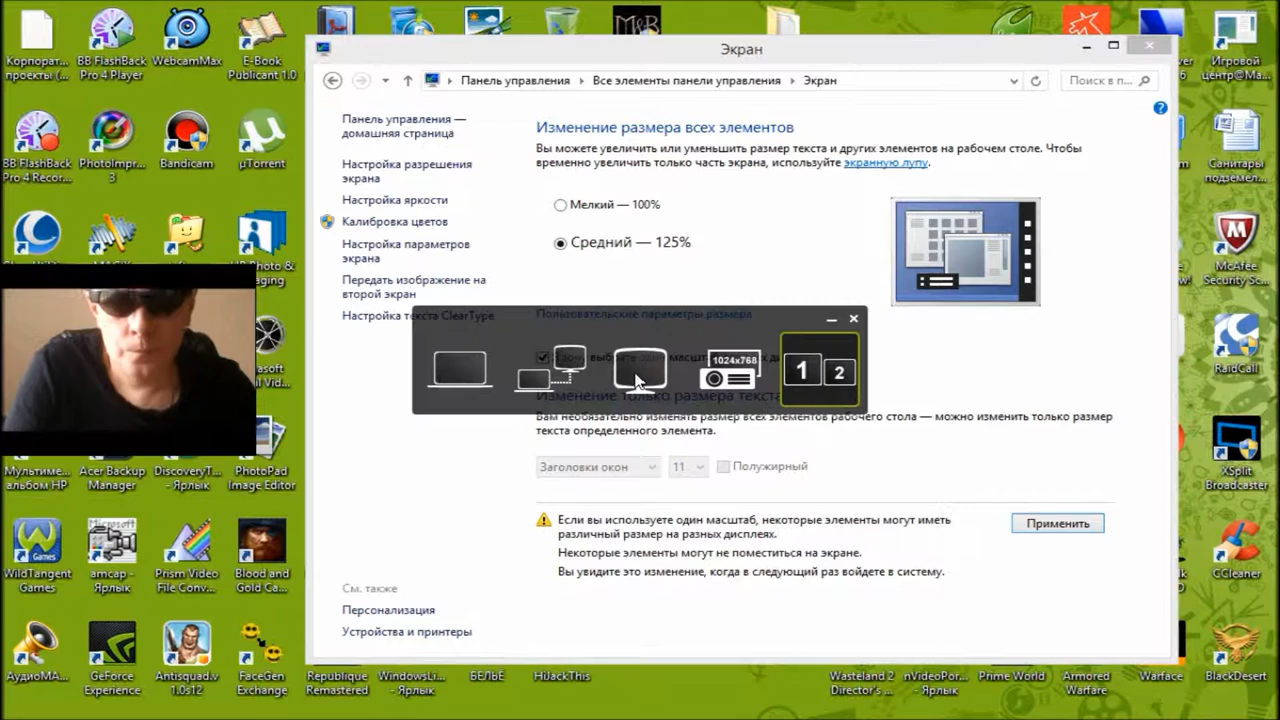 Корпорат...
проекты (...
BB FlashBack
Pro 4 Player
WebcamMax
E-Book
Publicant 1.0
M&B
Игровой
центр@Ma...
Экран
Панель управления
Все элементы панели управления
Экран
Поиск в п...
Панель управления —
домашняя страница
Настройка разрешения
экрана
Настройка яркости
Калибровка цветов
Настройка параметров
экрана
Передать изображение на
второй экран
Настройка текста ClearType
Изменение размера всех элементов
Вы можете увеличить или уменьшить размер текста и других элементов на рабочем столе. Чтобы
временно увеличить только часть экрана, используйте экранную лупу.
Мелкий — 100%
Средний — 125%
Пользовательские параметры размера
1024x768
1
2
Изменение только размера текста
Вам необязательно изменять размер всех элементов рабочего стола — можно изменить только размер
текста определенного элемента.
Заголовки окон
11
Полужирный
Если вы используете один масштаб, некоторые элементы могут иметь
различный размер на разных дисплеях.
Некоторые элементы могут не поместиться на экране.
Вы увидите это изменение, когда в следующий раз войдете в систему.
Применить
См. также
Персонализация
Устройства и принтеры
BB FlashBack
Pro 4 Recor...
PhotoImpr...
3
Bandicam
µTorrent
Санитары
подземел...
HP Photo &
McAfee
Security Sc...
RaidCall
Мультиме...
альбом HP
Acer Backup
Manager
DiscoveryT...
- Ярлык
PhotoPad
Image Editor
XSplit
Broadcaster
WildTangent
Games
Microsoft
amcap -
Ярлык
Prism Video
File Conv...
Blood and
Gold Ca...
CCleaner
АудиоМА...
GeForce
Experience
Antisquad.v
1.0s12
FaceGen
Exchange
Republique
Remastered
WindowsLi...
- Ярлык
БЕЛЬЁ
HiJackThis
Wasteland 2
Director's ...
nVideoPor...
- Ярлык
Prime World
Armored
Warfare
Warface
BlackDesert